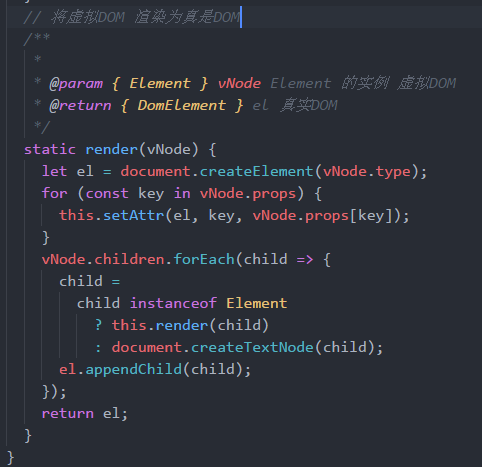 // 将虚拟DOM 渲染为真是DOM
/**
 *
 * @param { Element } vNode Element 的实例 虚拟DOM
 * @return { DomElement } el 真实DOM
 */
static render(vNode) {
  let el = document.createElement(vNode.type);
  for (const key in vNode.props) {
    this.setAttr(el, key, vNode.props[key]);
  }
  vNode.children.forEach(child => {
    child =
      child instanceof Element
        ? this.render(child)
        : document.createTextNode(child);
    el.appendChild(child);
  });
  return el;
}
}